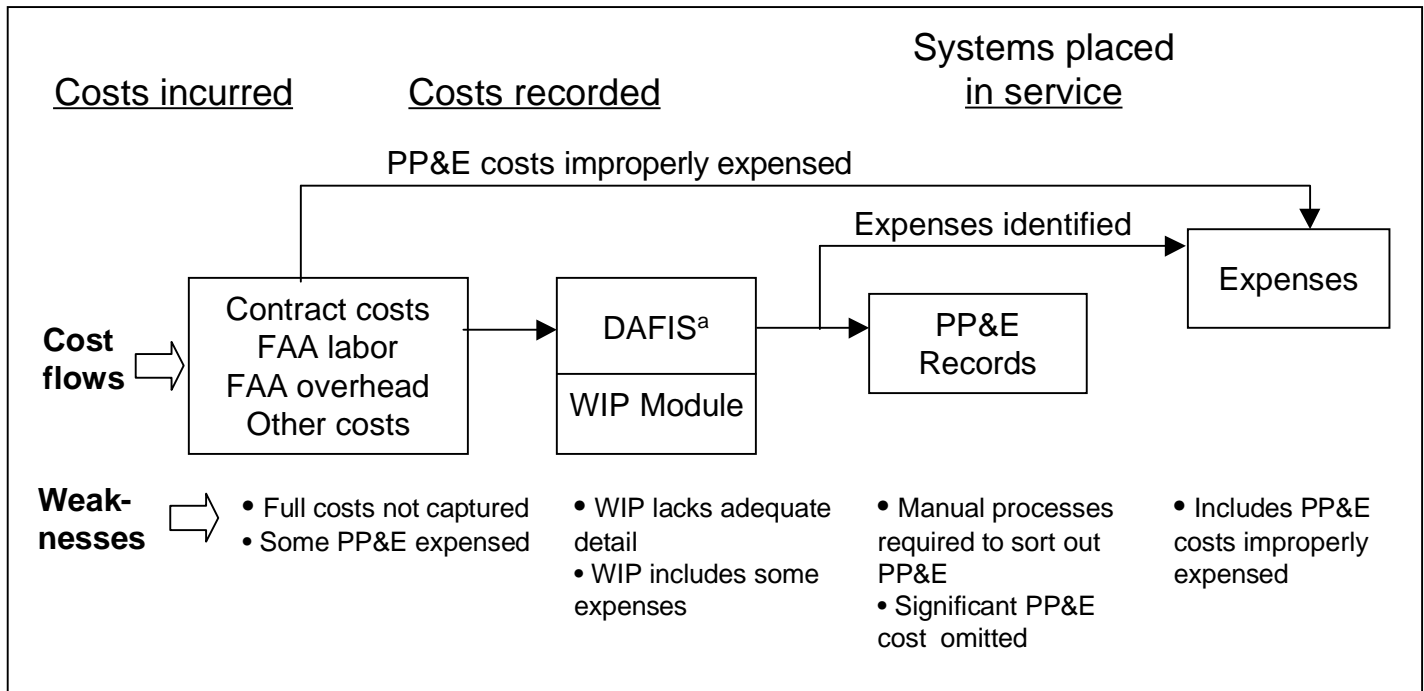 Systems placed
in service
Costs incurred
Costs recorded
PP&E costs improperly expensed
Expenses identified
Expenses
Cost
flows
Contract costs
FAA labor
FAA overhead
Other costs
DAFISᵃ
WIP Module
PP&E
Records
Weak-
nesses
• Full costs not captured
• Some PP&E expensed
• WIP lacks adequate
detail
• WIP includes some
expenses
• Manual processes
required to sort out
PP&E
• Significant PP&E
cost omitted
• Includes PP&E
costs improperly
expensed